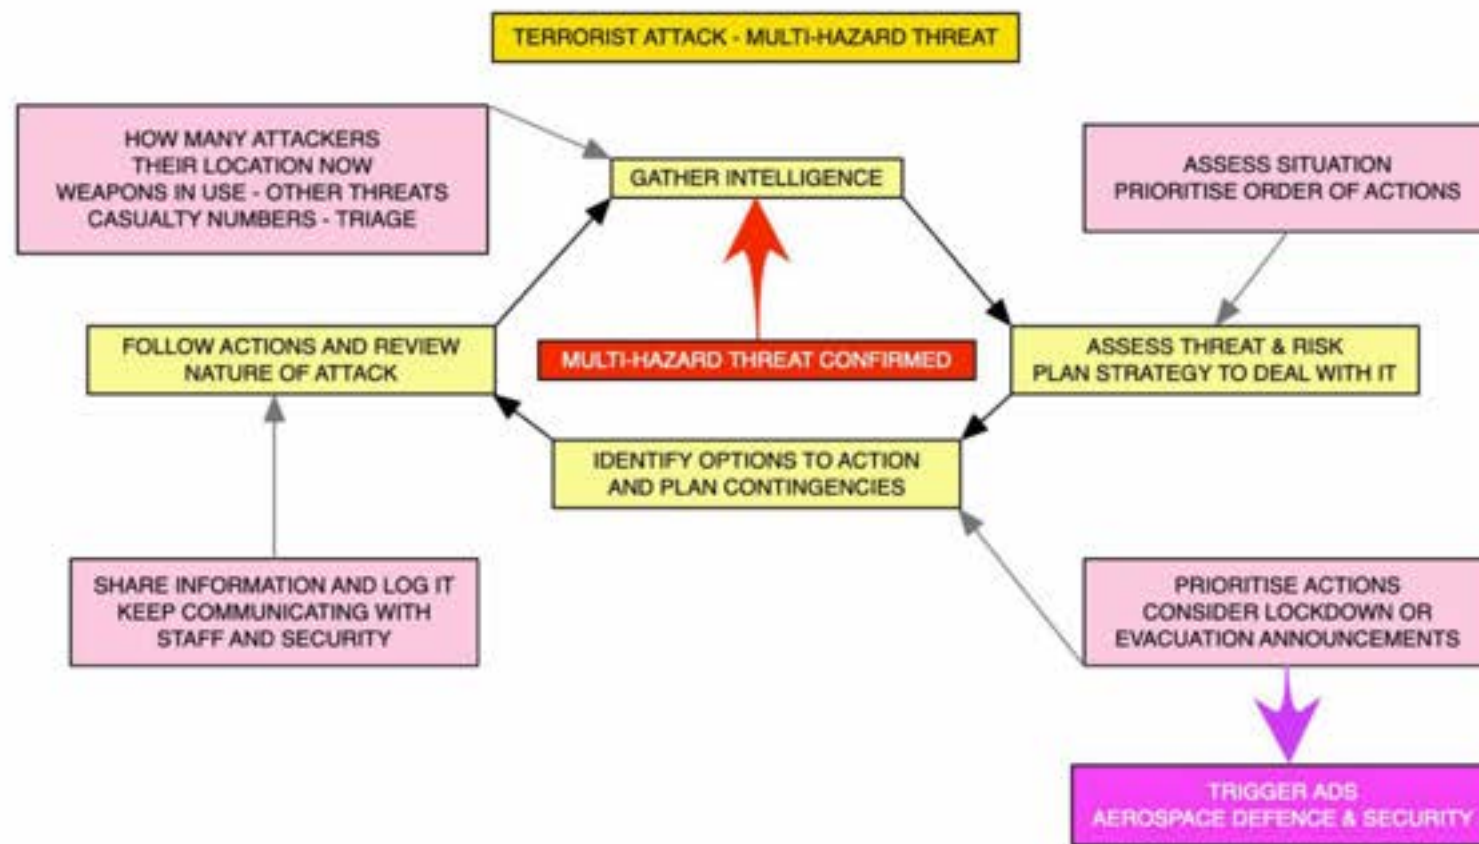 TERRORIST ATTACK - MULTI-HAZARD THREAT
HOW MANY ATTACKERS
THEIR LOCATION NOW
WEAPONS IN USE - OTHER THREATS
CASUALTY NUMBERS - TRIAGE
GATHER INTELLIGENCE
ASSESS SITUATION
PRIORITISE ORDER OF ACTIONS
FOLLOW ACTIONS AND REVIEW
NATURE OF ATTACK
MULTI-HAZARD THREAT CONFIRMED
ASSESS THREAT & RISK
PLAN STRATEGY TO DEAL WITH IT
IDENTIFY OPTIONS TO ACTION
AND PLAN CONTINGENCIES
SHARE INFORMATION AND LOG IT
KEEP COMMUNICATING WITH
STAFF AND SECURITY
PRIORITISE ACTIONS
CONSIDER LOCKDOWN OR
EVACUATION ANNOUNCEMENTS
TRIGGER ADS
AEROSPACE DEFENCE & SECURITY